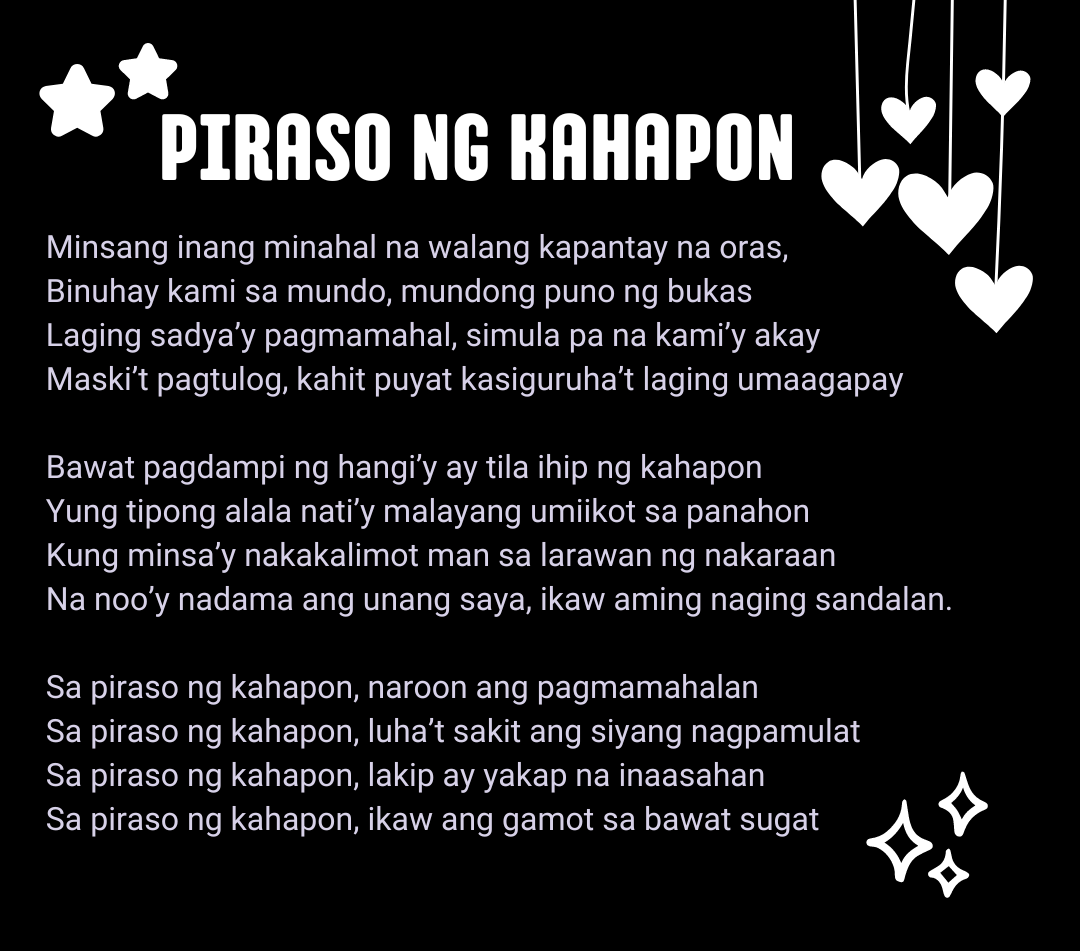 PIRASO NG KAHAPON
Minsang inang minahal na walang kapantay na oras,
Binuhay kami sa mundo, mundong puno ng bukas
Laging sadya’y pagmamahal, simula pa na kami’y akay
Maski’t pagtulog, kahit puyat kasiguruha’t laging umaagapay
Bawat pagdampi ng hangi’y ay tila ihip ng kahapon
Yung tipong alala nati’y malayang umiikot sa panahon
Kung minsa’y nakakalimot man sa larawan ng nakaraan
Na noo’y nadama ang unang saya, ikaw aming naging sandalan.
Sa piraso ng kahapon, naroon ang pagmamahalan
Sa piraso ng kahapon, luha’t sakit ang siyang nagpamulat
Sa piraso ng kahapon, lakip ay yakap na inaasahan
Sa piraso ng kahapon, ikaw ang gamot sa bawat sugat